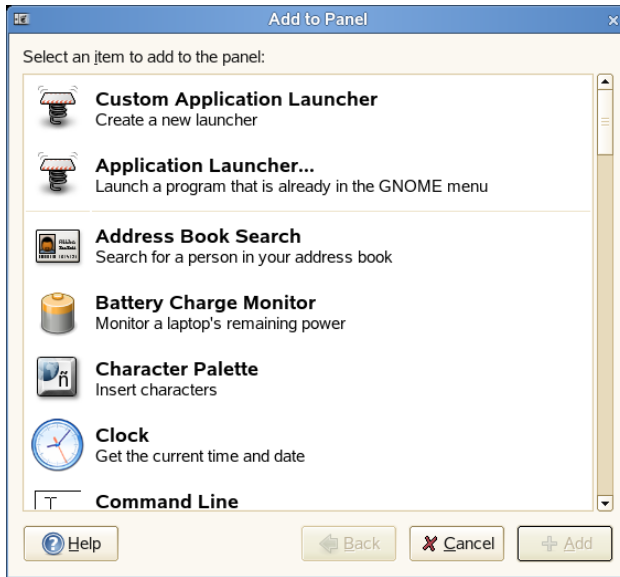 Add to Panel
Select an item to add to the panel:
Custom Application Launcher
Create a new launcher
Application Launcher...
Launch a program that is already in the GNOME menu
Address Book Search
Search for a person in your address book
Battery Charge Monitor
Monitor a laptop's remaining power
ñ
Character Palette
Insert characters
Clock
Get the current time and date
Command Line
Help
Back
Cancel
Add